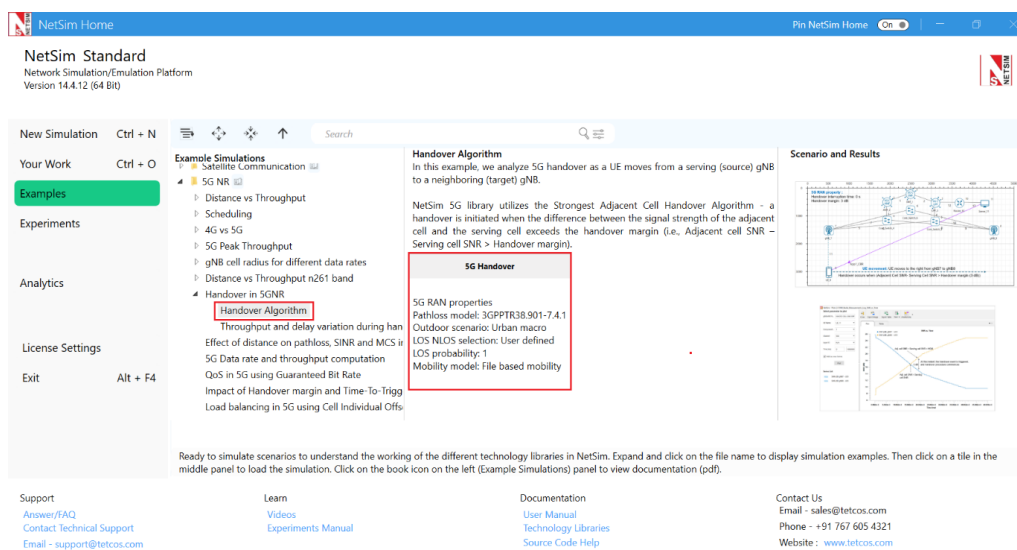 NetSim Home
Pin NetSim Home On
NetSim Standard
Network Simulation/Emulation Platform
Version 14.4.12 (64 Bit)
NETSIM
New Simulation Ctrl + N
Your Work Ctrl + O
Examples
Experiments
Analytics
License Settings
Exit Alt + F4
Search
Example Simulations
Satellite Communication
5G NR
Distance vs Throughput
Scheduling
4G vs 5G
5G Peak Throughput
gNB cell radius for different data rates
Distance vs Throughput n261 band
Handover in 5GNR
Handover Algorithm
Throughput and delay variation during han
Effect of distance on pathloss, SINR and MCS i
5G Data rate and throughput computation
QoS in 5G using Guaranteed Bit Rate
Impact of Handover margin and Time-To-Trigg
Load balancing in 5G using Cell Individual Offs
Handover Algorithm
In this example, we analyze 5G handover as a UE moves from a serving (source) gNB
to a neighboring (target) gNB.
NetSim 5G library utilizes the Strongest Adjacent Cell Handover Algorithm - a
handover is initiated when the difference between the signal strength of the adjacent
cell and the serving cell exceeds the handover margin (i.e., Adjacent cell SNR –
Serving cell SNR > Handover margin).
5G Handover
5G RAN properties
Pathloss model: 3GPPTR38.901-7.4.1
Outdoor scenario: Urban macro
LOS NLOS selection: User defined
LOS probability: 1
Mobility model: File based mobility
Scenario and Results
Ready to simulate scenarios to understand the working of the different technology libraries in NetSim. Expand and click on the file name to display simulation examples. Then click on a tile in the
middle panel to load the simulation. Click on the book icon on the left (Example Simulations) panel to view documentation (pdf).
Support
Answer/FAQ
Contact Technical Support
Email - support@tetcos.com
Learn
Videos
Experiments Manual
Documentation
User Manual
Technology Libraries
Source Code Help
Contact Us
Email - sales@tetcos.com
Phone - +91 767 605 4321
Website : www.tetcos.com